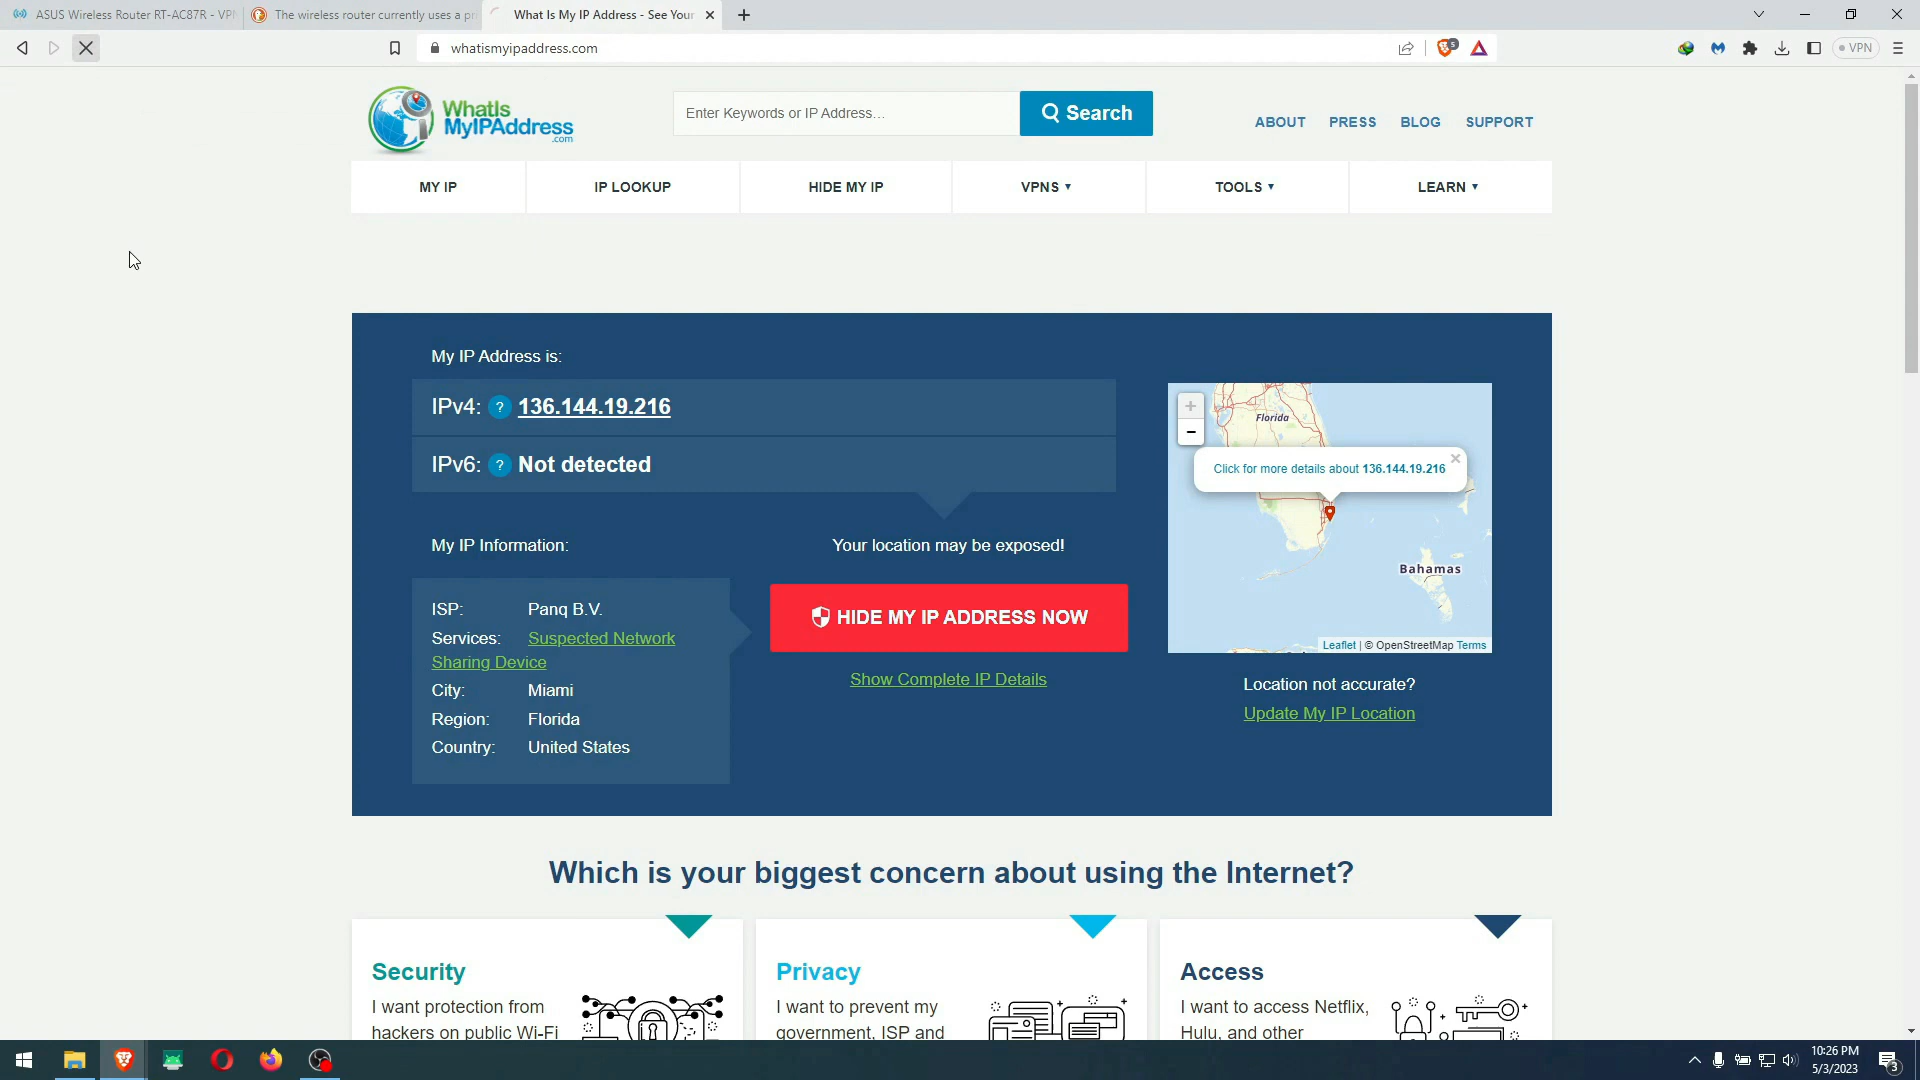 ASUS Wireless Router RT-AC87R - VPN
The wireless router currently uses a pr
What Is My IP Address - See Your
whatismyipaddress.com
5
VPN
WhatIs
MyIPAddress
.com
Enter Keywords or IP Address...
Search
ABOUT
PRESS
BLOG
SUPPORT
MY IP
IP LOOKUP
HIDE MY IP
VPNS ▾
TOOLS ▾
LEARN ▾
My IP Address is:
IPv4: ? 136.144.19.216
IPv6: ? Not detected
My IP Information:
Your location may be exposed!
ISP: Panq B.V.
Services: Suspected Network
Sharing Device
City: Miami
Region: Florida
Country: United States
HIDE MY IP ADDRESS NOW
Show Complete IP Details
+
−
Florida
Click for more details about 136.144.19.216
×
Bahamas
Leaflet | © OpenStreetMap Terms
Location not accurate?
Update My IP Location
Which is your biggest concern about using the Internet?
Security
I want protection from
hackers on public Wi-Fi
Privacy
I want to prevent my
government, ISP and
Access
I want to access Netflix,
Hulu, and other
10:26 PM
5/3/2023
3